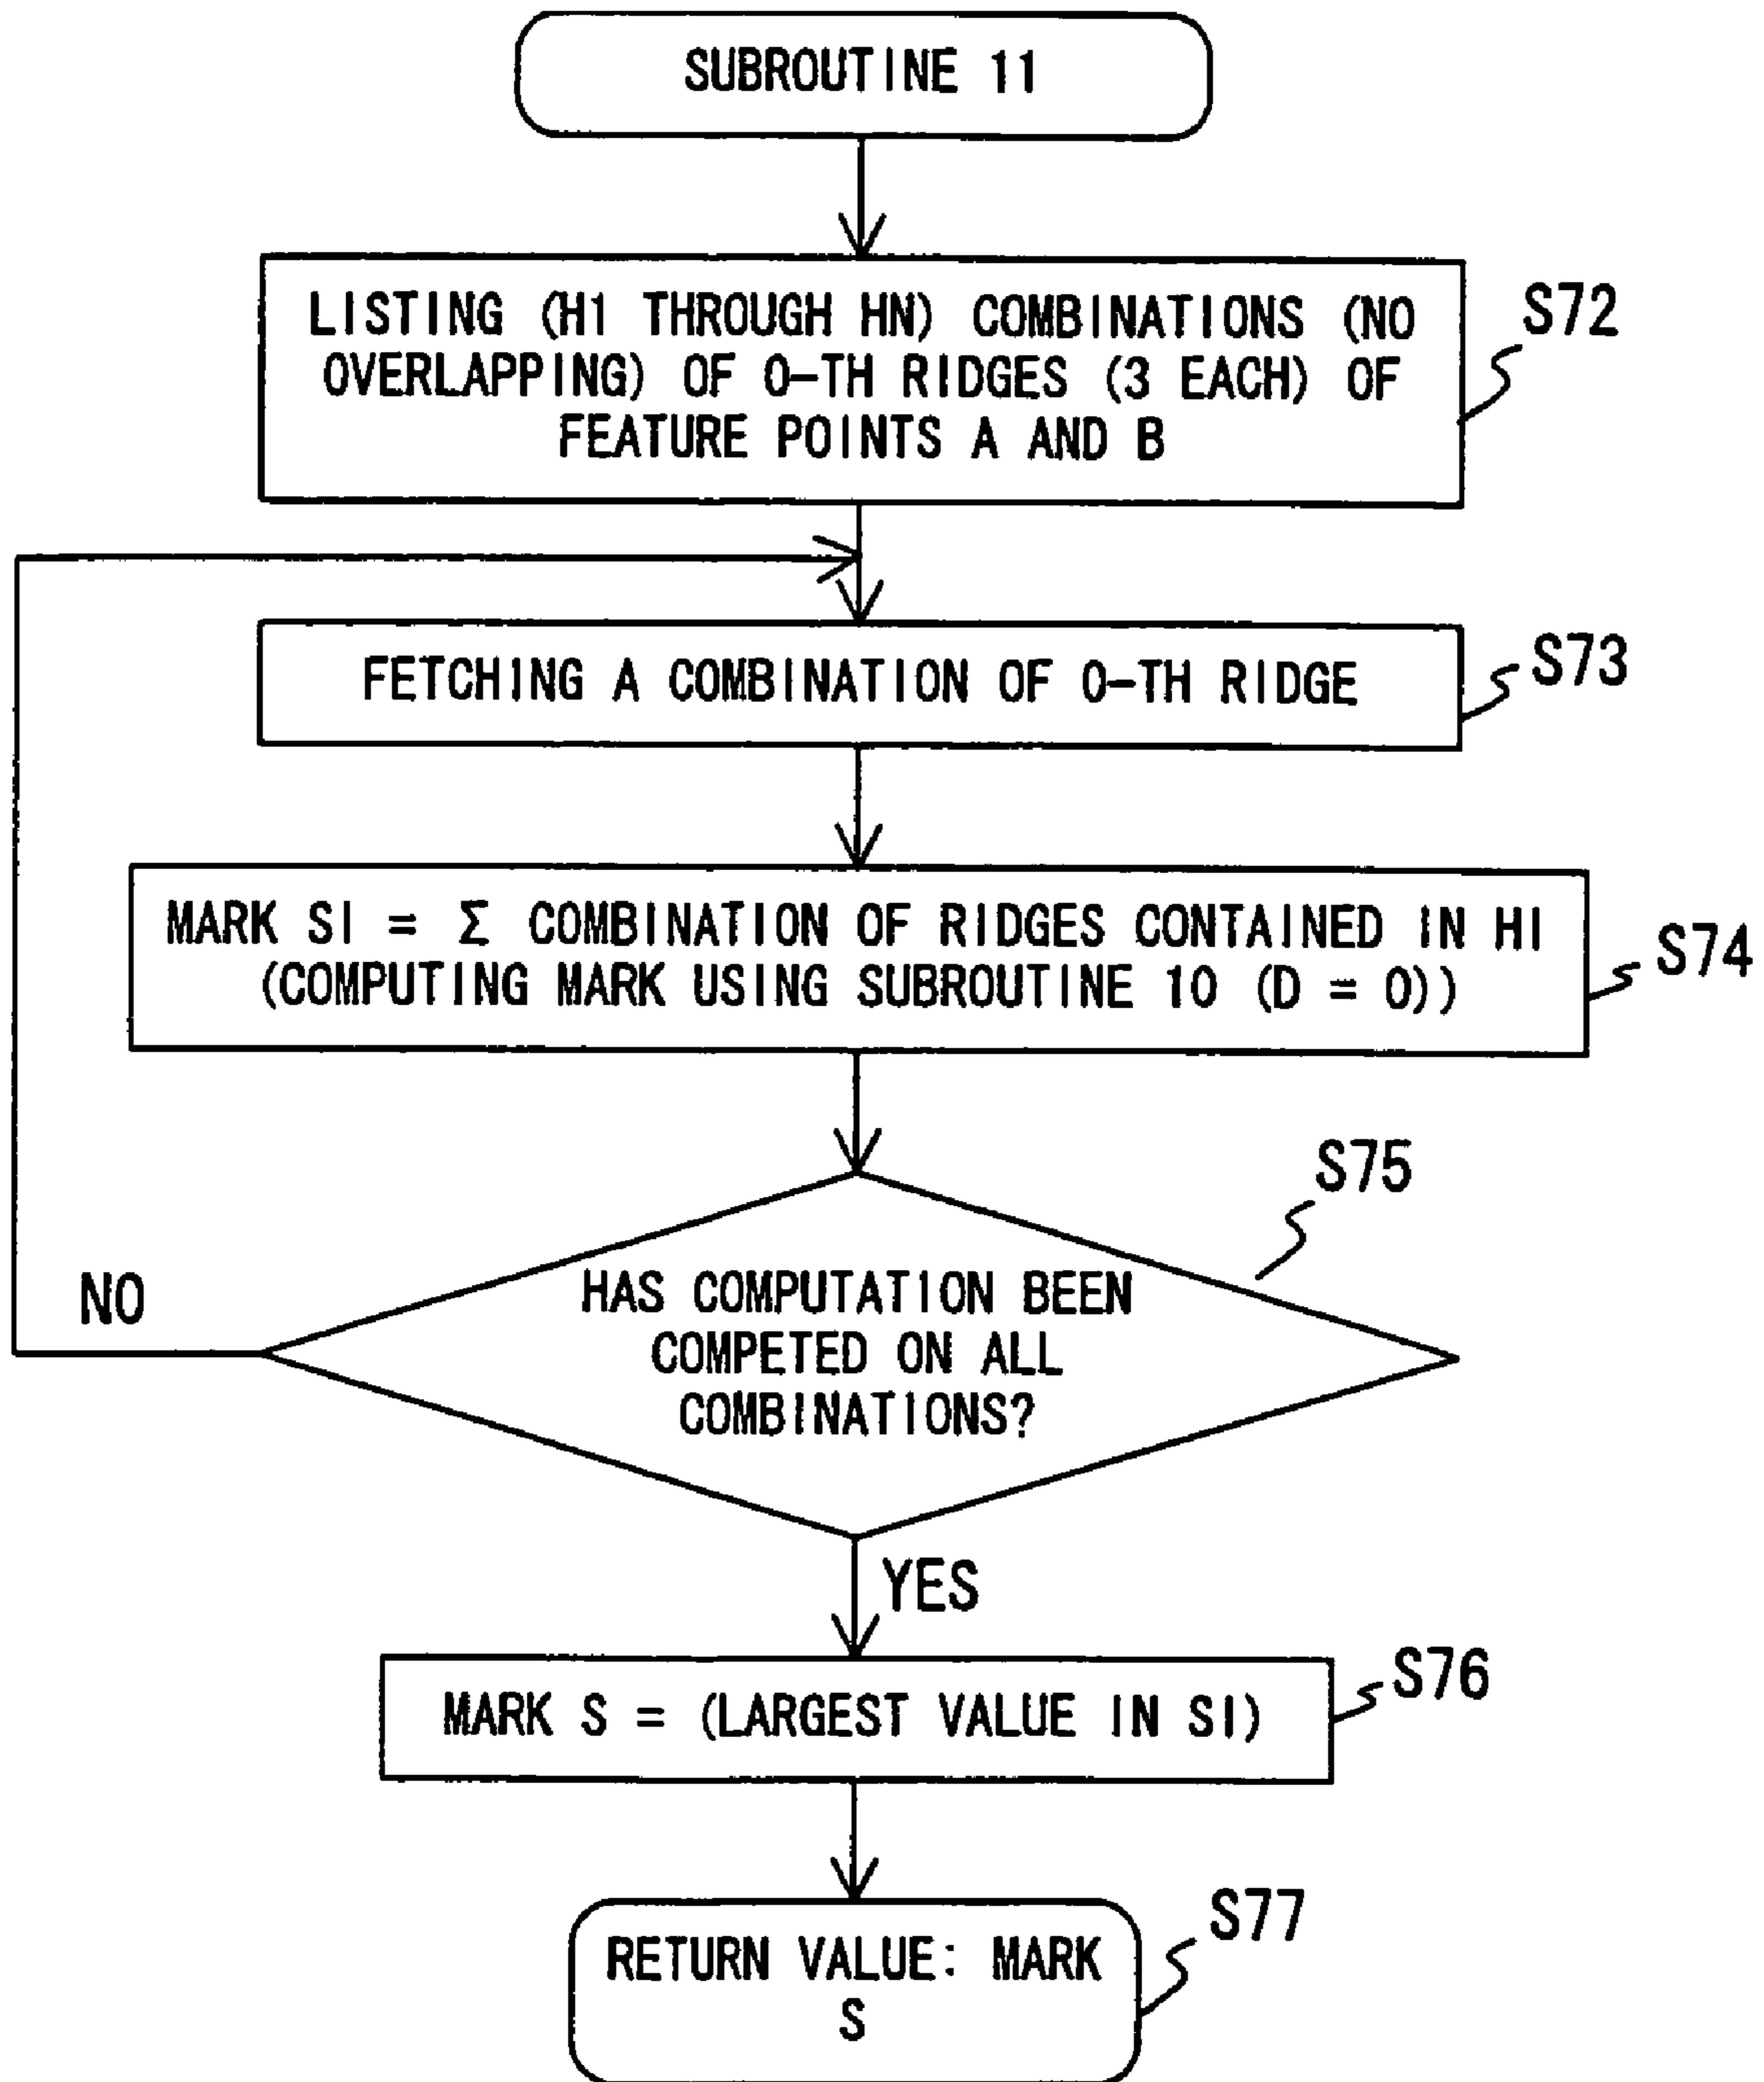 SUBROUTINE 11
LISTING (H1 THROUGH HN) COMBINATIONS (NO
OVERLAPPING) OF 0-TH RIDGES (3 EACH) OF
FEATURE POINTS A AND B
S72
FETCHING A COMBINATION OF 0-TH RIDGE
S73
MARK SI = Σ COMBINATION OF RIDGES CONTAINED IN HI
(COMPUTING MARK USING SUBROUTINE 10 (D = 0))
S74
S75
HAS COMPUTATION BEEN
COMPETED ON ALL
COMBINATIONS?
NO
YES
MARK S = (LARGEST VALUE IN SI)
S76
RETURN VALUE: MARK
S
S77